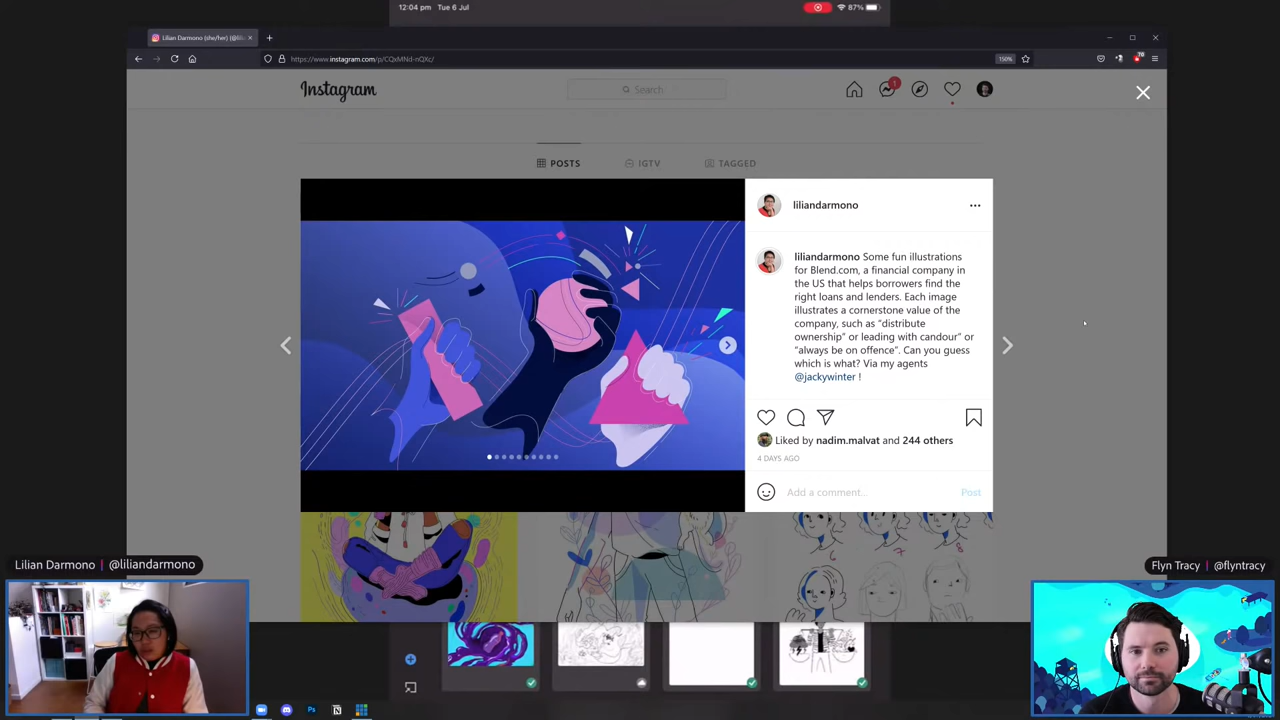 12:04 pm Tue 6 Jul
87%
Lilian Darmono (she/her) (@lili
https://www.instagram.com/p/CQxMNd-nQXc/
150%
70
Instagram
Search
1
POSTS
IGTV
TAGGED
liliandarmono
liliandarmono Some fun illustrations
for Blend.com, a financial company in
the US that helps borrowers find the
right loans and lenders. Each image
illustrates a cornerstone value of the
company, such as "distribute
ownership" or leading with candour" or
"always be on offence". Can you guess
which is what? Via my agents
@jackywinter !
Liked by nadim.malvat and 244 others
4 DAYS AGO
Add a comment...
Post
6
7
8
Lilian Darmono | @liliandarmono
Flyn Tracy | @flyntracy